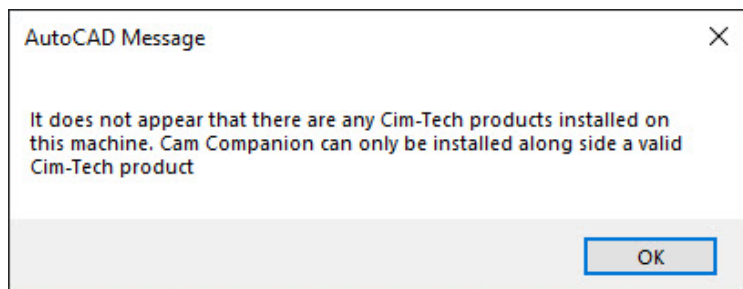 AutoCAD Message
It does not appear that there are any Cim-Tech products installed on
this machine. Cam Companion can only be installed along side a valid
Cim-Tech product
OK